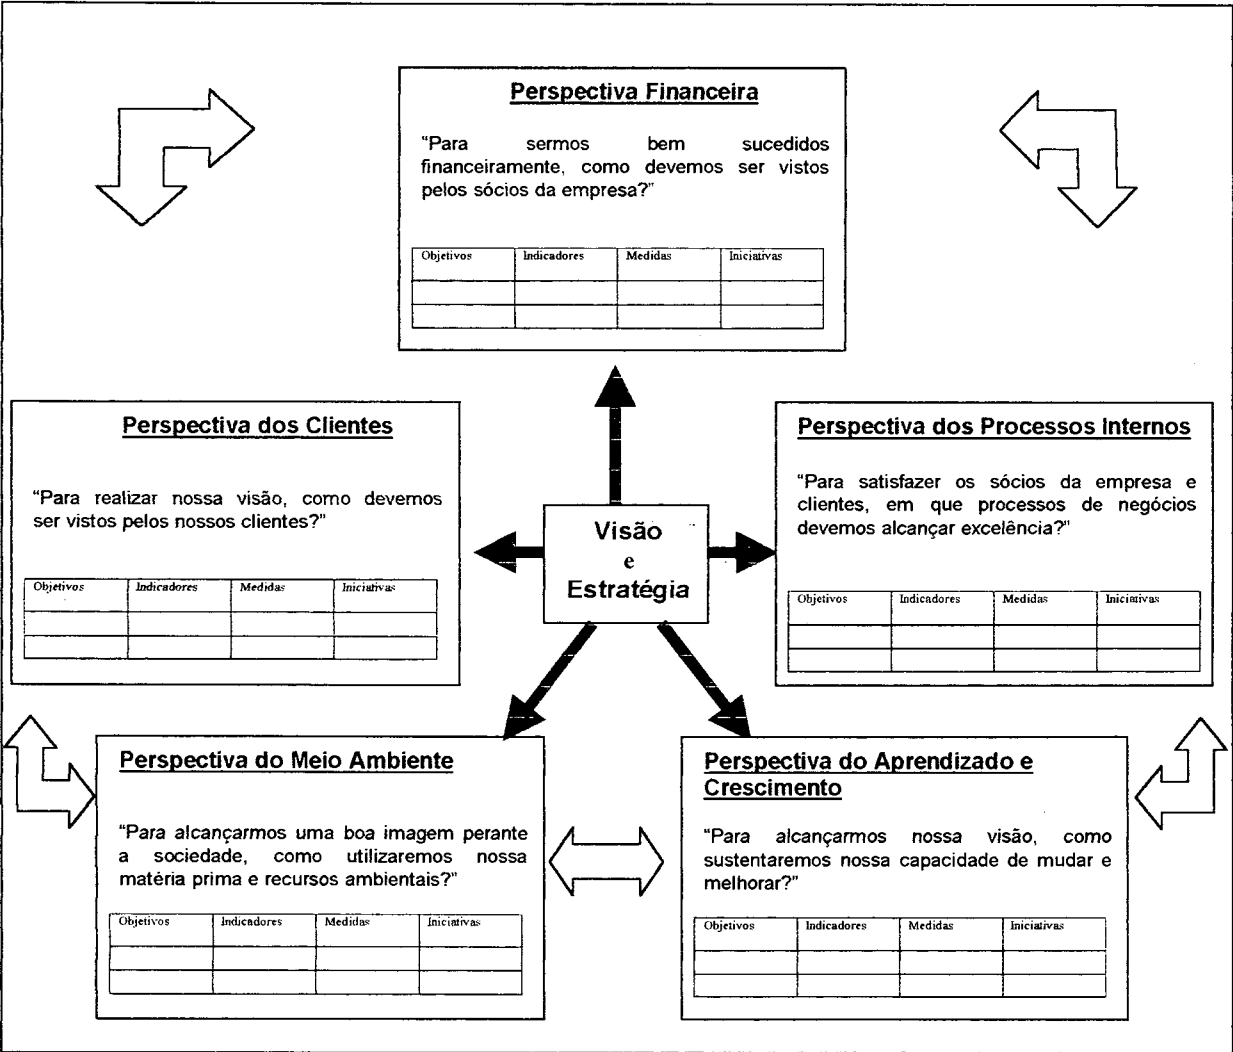 Perspectiva Financeira
“Para sermos bem sucedidos
financeiramente, como devemos ser vistos
pelos sócios da empresa?”
Objetivos Indicadores Medidas Iniciativas
Perspectiva dos Clientes
“Para realizar nossa visão, como devemos
ser vistos pelos nossos clientes?”
Objetivos Indicadores Medidas Iniciativas
Visão
e
Estratégia
Perspectiva dos Processos Internos
“Para satisfazer os sócios da empresa e
clientes, em que processos de negócios
devemos alcançar excelência?”
Objetivos Indicadores Medidas Iniciativas
Perspectiva do Meio Ambiente
“Para alcançarmos uma boa imagem perante
a sociedade, como utilizaremos nossa
matéria prima e recursos ambientais?”
Objetivos Indicadores Medidas Iniciativas
Perspectiva do Aprendizado e
Crescimento
“Para alcançarmos nossa visão, como
sustentaremos nossa capacidade de mudar e
melhorar?”
Objetivos Indicadores Medidas Iniciativas